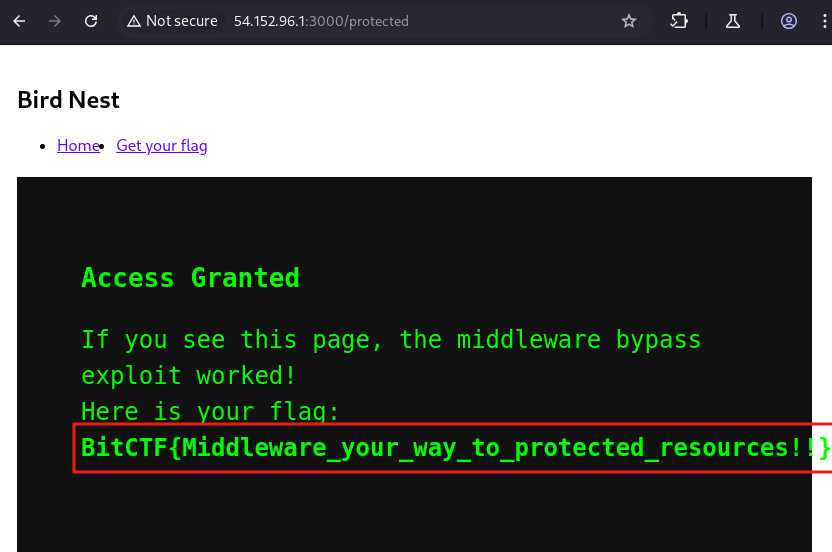 Not secure 54.152.96.1:3000/protected
Bird Nest
Home
Get your flag
Access Granted
If you see this page, the middleware bypass
exploit worked!
Here is your flag:
BitCTF{Middleware_your_way_to_protected_resources!!}